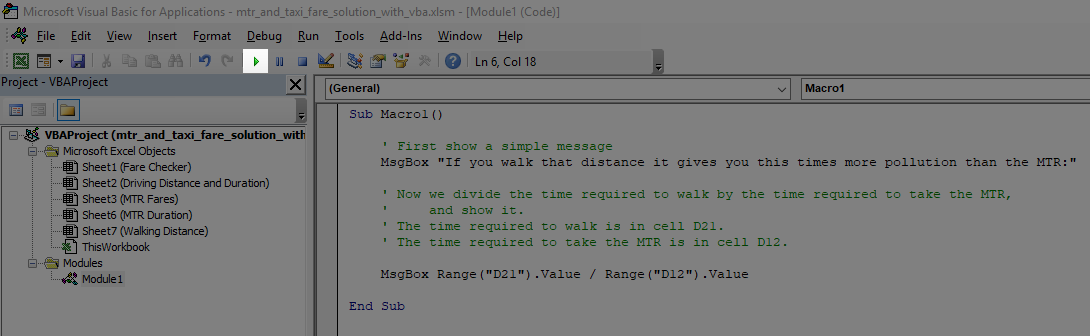 Microsoft Visual Basic for Applications - mtr_and_taxi_fare_solution_with_vba.xlsm - [Module1 (Code)]
File Edit View Insert Format Debug Run Tools Add-Ins Window Help
Ln 6, Col 18
Project - VBAProject
VBAProject (mtr_and_taxi_fare_solution_with
Microsoft Excel Objects
Sheet1 (Fare Checker)
Sheet2 (Driving Distance and Duration)
Sheet3 (MTR Fares)
Sheet6 (MTR Duration)
Sheet7 (Walking Distance)
ThisWorkbook
Modules
Module1
(General)
Macro1
Sub Macro1()
' First show a simple message
MsgBox "If you walk that distance it gives you this times more pollution than the MTR:"
' Now we divide the time required to walk by the time required to take the MTR,
' and show it.
' The time required to walk is in cell D21.
' The time required to take the MTR is in cell D12.
MsgBox Range("D21").Value / Range("D12").Value
End Sub